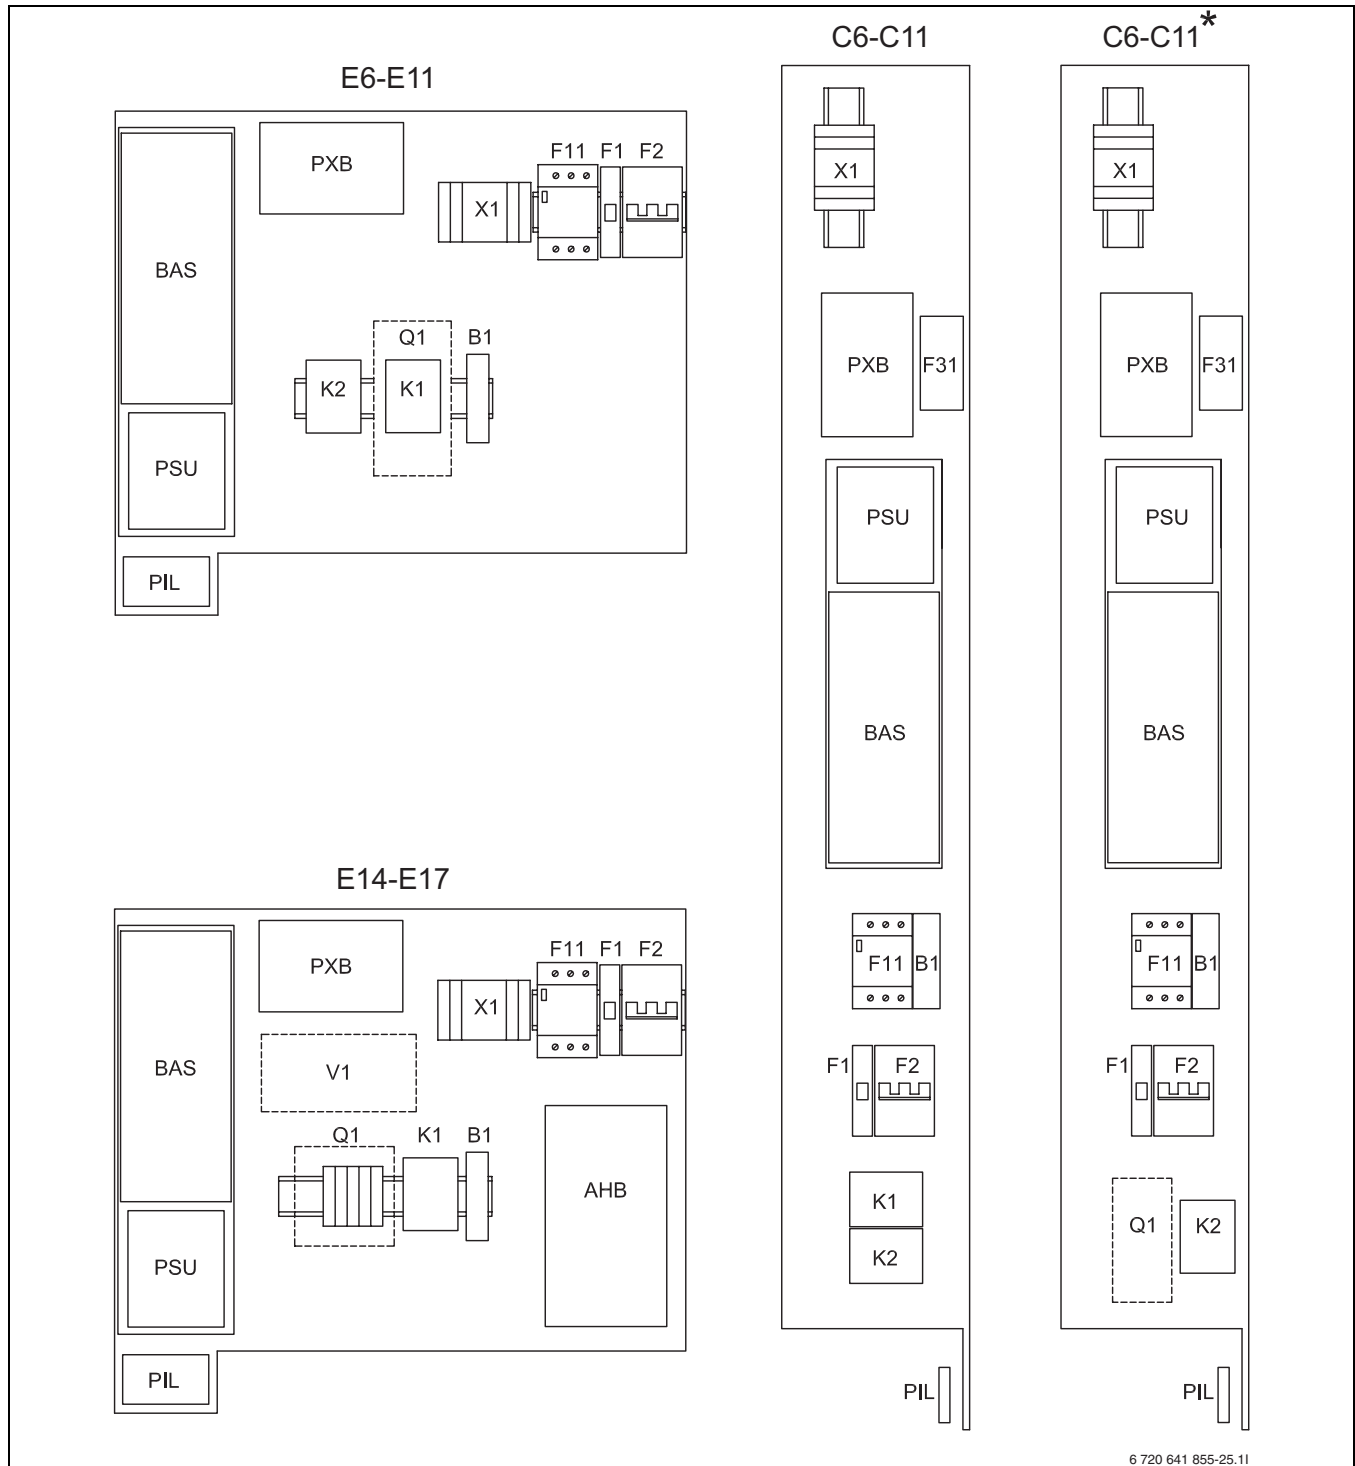 E6-E11
PXB
F11 F1 F2
X1
BAS
Q1 B1
K2 K1
PSU
PIL
E14-E17
PXB
F11 F1 F2
X1
BAS
V1
Q1 K1 B1
AHB
PSU
PIL
C6-C11
X1
PXB F31
PSU
BAS
F11 B1
F1 F2
K1
K2
PIL
C6-C11*
X1
PXB F31
PSU
BAS
F11 B1
F1 F2
Q1 K2
PIL
6 720 641 855-25.1I